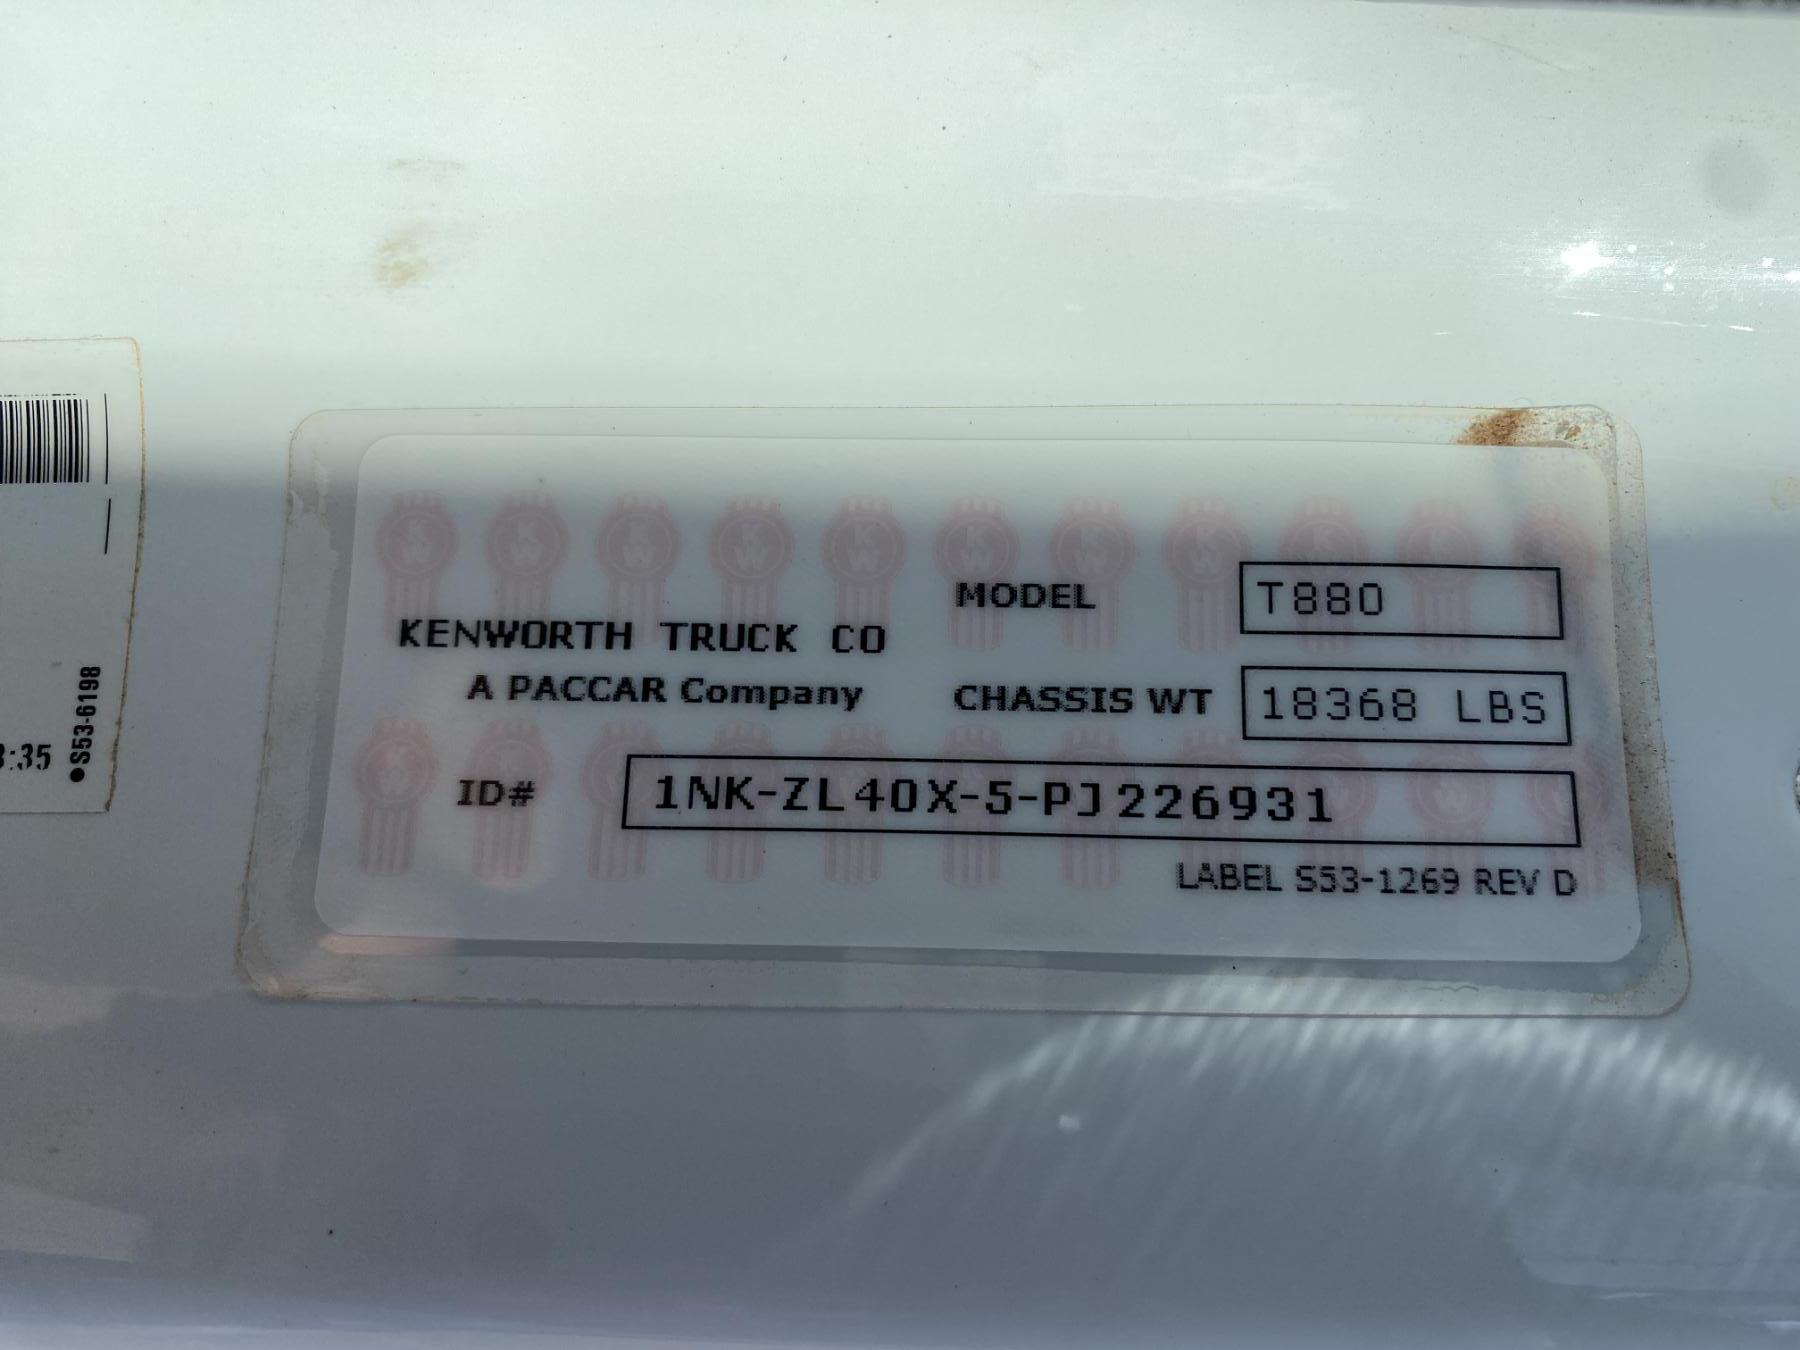 MODEL T880
KENWORTH TRUCK CO
A PACCAR Company
CHASSIS WT 18368 LBS
ID# 1NK-ZL40X-5-PJ226931
LABEL S53-1269 REV D
:35
●S53-6198